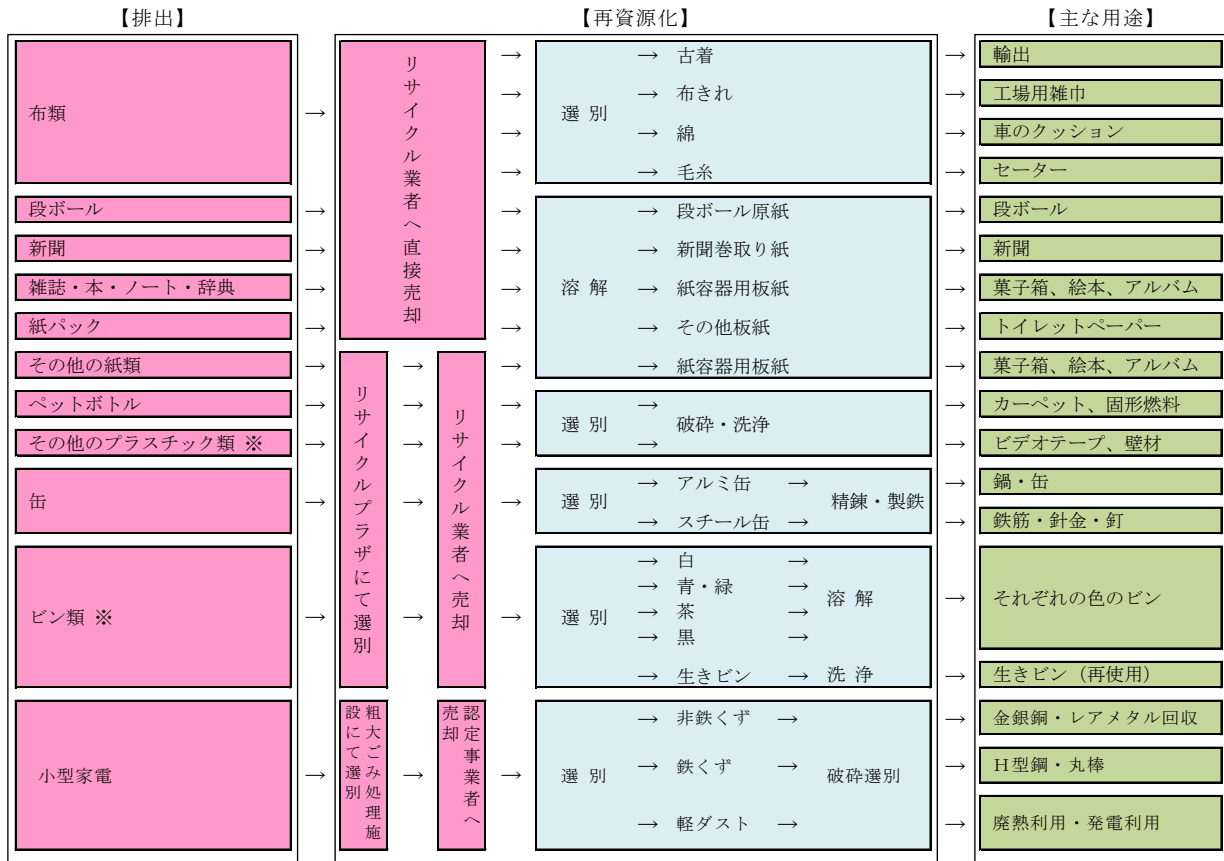 【排出】
【再資源化】
【主な用途】
布類
→
リサイクル業者へ直接売却
→
→
→
→
選 別
→ 古着
→ 布きれ
→ 綿
→ 毛糸
→ 輸出
→ 工場用雑巾
→ 車のクッション
→ セーター
段ボール → → → 段ボール原紙 → 段ボール
新聞 → → → 新聞巻取り紙 → 新聞
雑誌・本・ノート・辞典 → → 溶 解 → 紙容器用板紙 → 菓子箱、絵本、アルバム
紙パック → → → その他板紙 → トイレットペーパー
リサイクルプラザにて選別
リサイクル業者へ売却
その他の紙類 → → → → 紙容器用板紙 → 菓子箱、絵本、アルバム
ペットボトル → → → → → カーペット、固形燃料
選 別 破砕・洗浄
その他のプラスチック類 ※ → → → → → ビデオテープ、壁材
缶 → → → 選 別
→ アルミ缶 → → 鍋・缶
精錬・製鉄
→ スチール缶 → → 鉄筋・針金・釘
ビン類 ※ → → → 選 別
→ 白 →
→ 青・緑 →
→ 茶 →
→ 黒 →
溶 解 → それぞれの色のビン
→ 生きビン → 洗 浄 → 生きビン（再使用）
小型家電 →
粗大ごみ処理施設にて選別
→
認定事業者へ売却
→ 選 別
→ 非鉄くず → → 金銀銅・レアメタル回収
→ 鉄くず 破砕選別 → Ｈ型鋼・丸棒
→ 軽ダスト → → 廃熱利用・発電利用